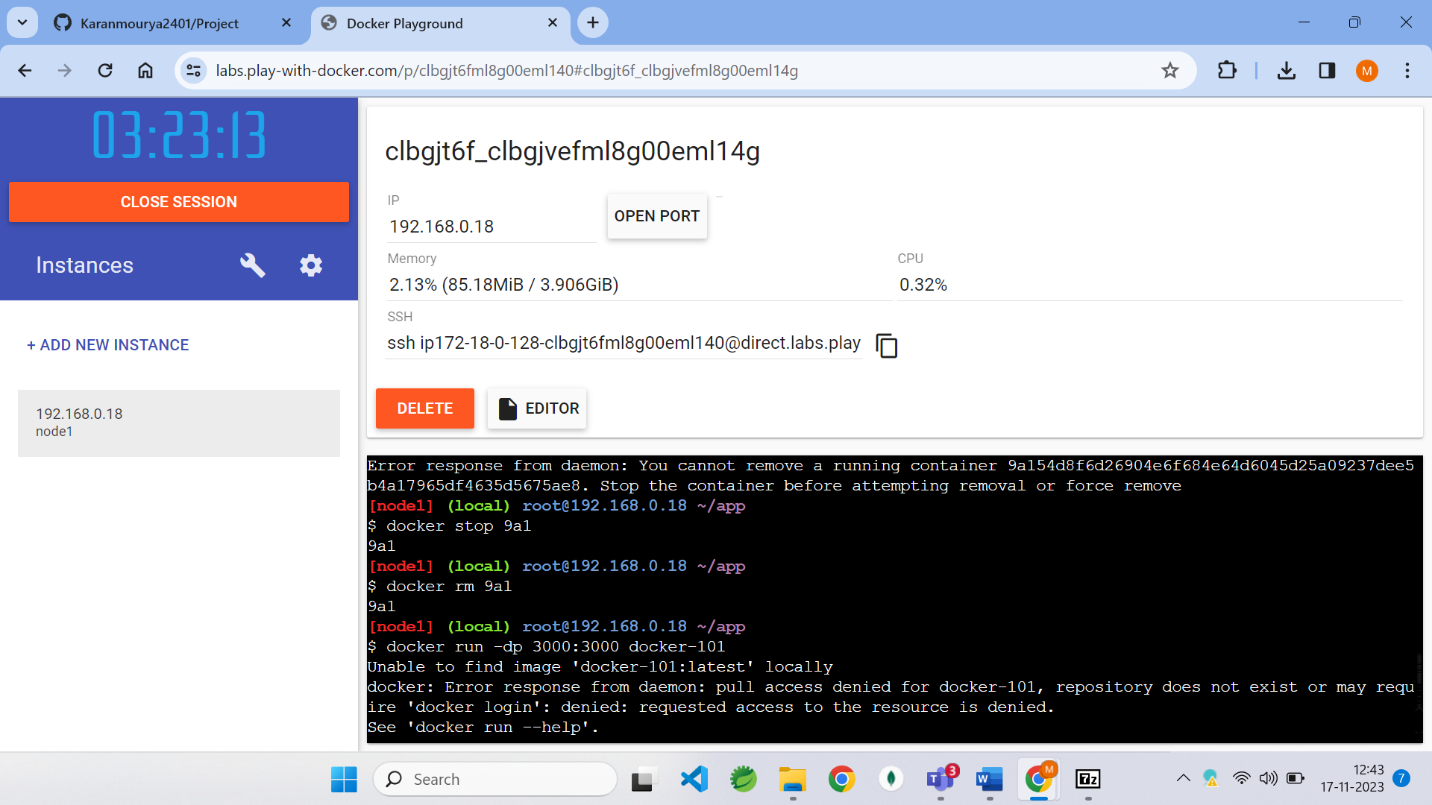 Karanmourya2401/Project
Docker Playground
labs.play-with-docker.com/p/clbgjt6fml8g00eml140#clbgjt6f_clbgjvefml8g00eml14g
M
03:23:13
CLOSE SESSION
Instances
+ ADD NEW INSTANCE
192.168.0.18
node1
clbgjt6f_clbgjvefml8g00eml14g
IP
192.168.0.18
OPEN PORT
Memory
2.13% (85.18MiB / 3.906GiB)
CPU
0.32%
SSH
ssh ip172-18-0-128-clbgjt6fml8g00eml140@direct.labs.play
DELETE
EDITOR
Error response from daemon: You cannot remove a running container 9a154d8f6d26904e6f684e64d6045d25a09237dee5
b4a17965df4635d5675ae8. Stop the container before attempting removal or force remove
[node1] (local) root@192.168.0.18 ~/app
$ docker stop 9a1
9a1
[node1] (local) root@192.168.0.18 ~/app
$ docker rm 9a1
9a1
[node1] (local) root@192.168.0.18 ~/app
$ docker run -dp 3000:3000 docker-101
Unable to find image 'docker-101:latest' locally
docker: Error response from daemon: pull access denied for docker-101, repository does not exist or may requ
ire 'docker login': denied: requested access to the resource is denied.
See 'docker run --help'.
Search
3
M
7z
12:43
17-11-2023
7